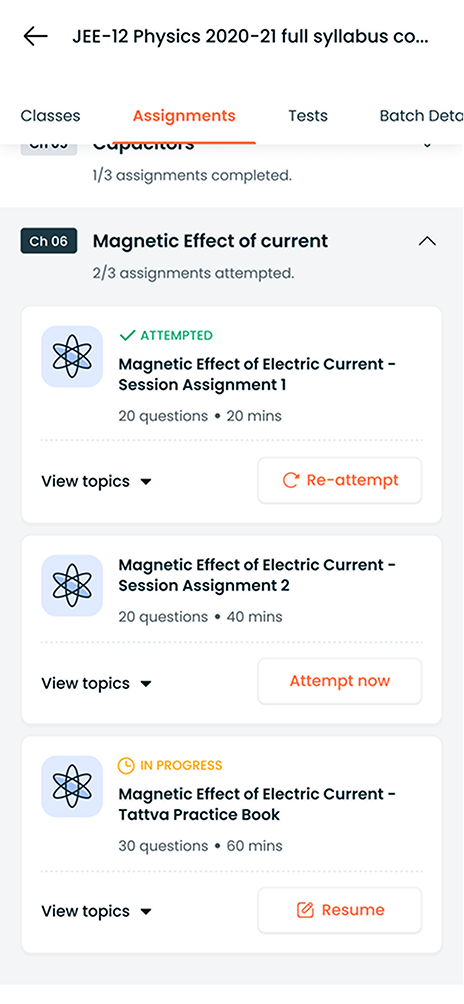 JEE-12 Physics 2020-21 full syllabus co...
Classes Assignments Tests Batch Deta
Capacitors
1/3 assignments completed.
Ch 06 Magnetic Effect of current
2/3 assignments attempted.
ATTEMPTED
Magnetic Effect of Electric Current -
Session Assignment 1
20 questions • 20 mins
View topics Re-attempt
Magnetic Effect of Electric Current -
Session Assignment 2
20 questions • 40 mins
View topics Attempt now
IN PROGRESS
Magnetic Effect of Electric Current -
Tattva Practice Book
30 questions • 60 mins
View topics Resume